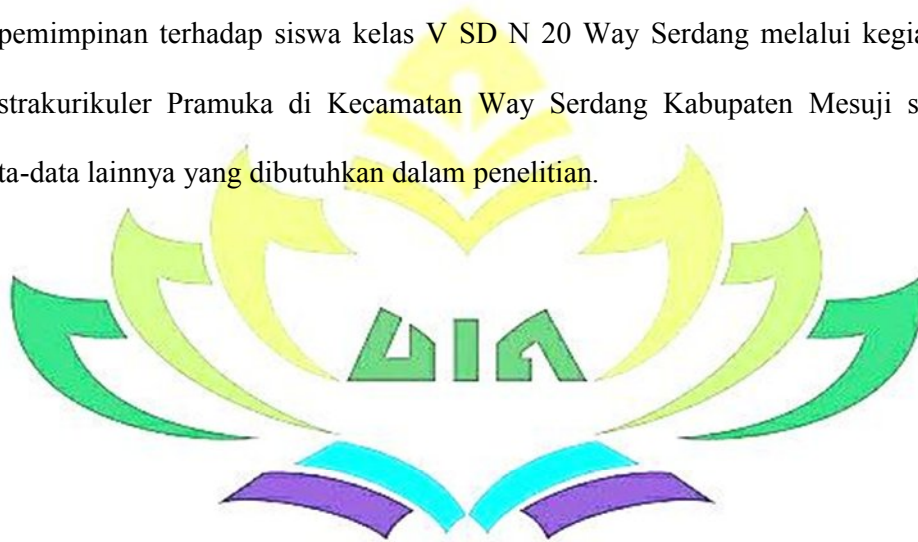 pemimpinan terhadap siswa kelas V SD N 20 Way Serdang melalui kegia
strakurikuler Pramuka di Kecamatan Way Serdang Kabupaten Mesuji s
ta-data lainnya yang dibutuhkan dalam penelitian.
UIN